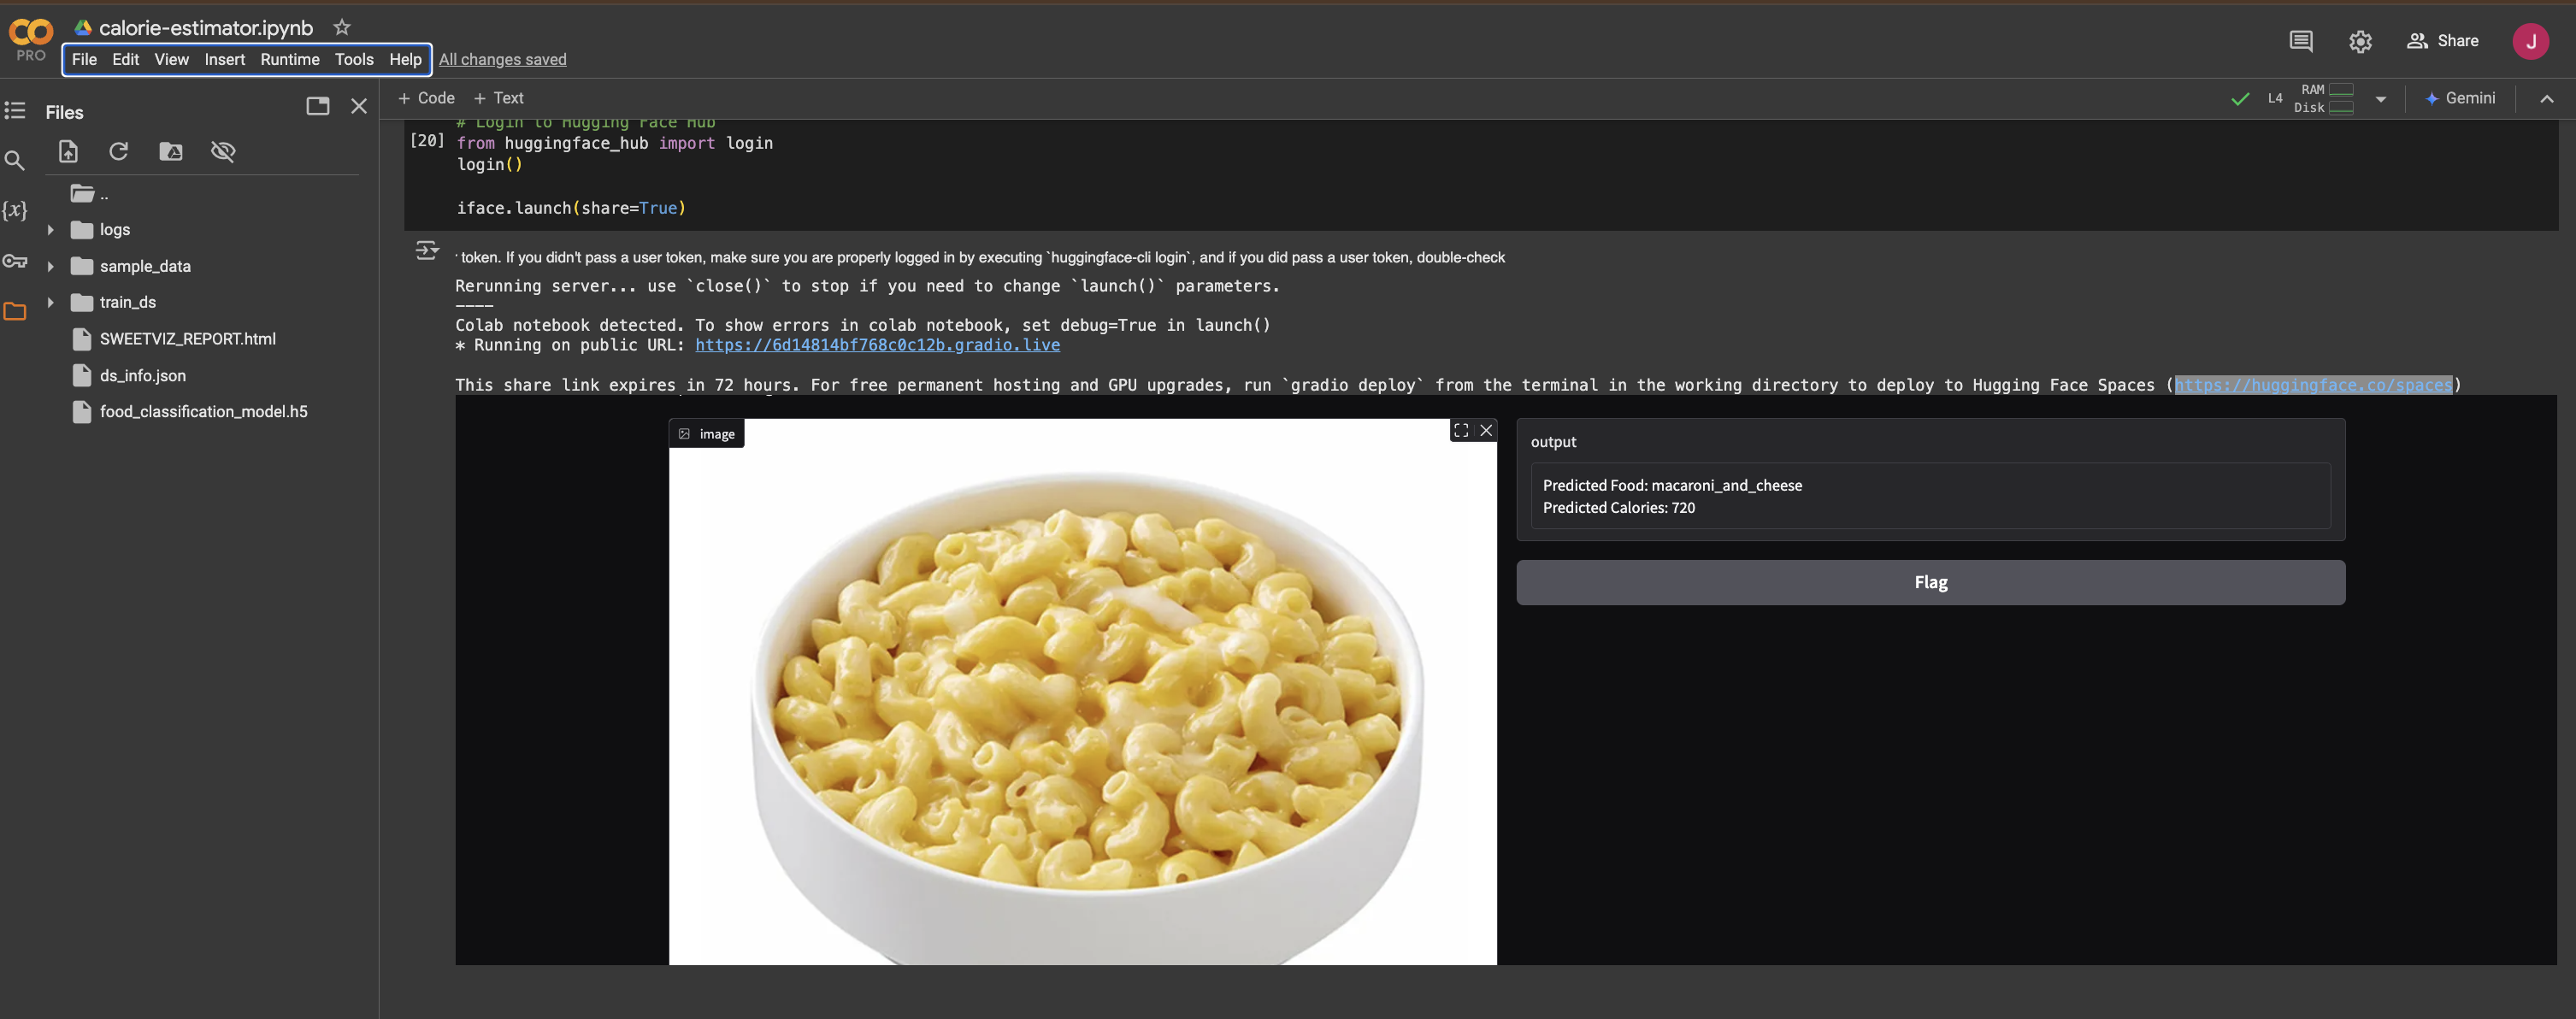 calorie-estimator.ipynb
PRO
File Edit View Insert Runtime Tools Help All changes saved
Share
J
Files
+ Code + Text
L4
RAM
Disk
Gemini
..
logs
sample_data
train_ds
SWEETVIZ_REPORT.html
ds_info.json
food_classification_model.h5
{x}
# Login to Hugging Face Hub
[20] from huggingface_hub import login
login()
iface.launch(share=True)
token. If you didn't pass a user token, make sure you are properly logged in by executing `huggingface-cli login`, and if you did pass a user token, double-check
Rerunning server... use `close()` to stop if you need to change `launch()` parameters.
----
Colab notebook detected. To show errors in colab notebook, set debug=True in launch()
* Running on public URL: https://6d14814bf768c0c12b.gradio.live
This share link expires in 72 hours. For free permanent hosting and GPU upgrades, run `gradio deploy` from the terminal in the working directory to deploy to Hugging Face Spaces (https://huggingface.co/spaces)
image
output
Predicted Food: macaroni_and_cheese
Predicted Calories: 720
Flag